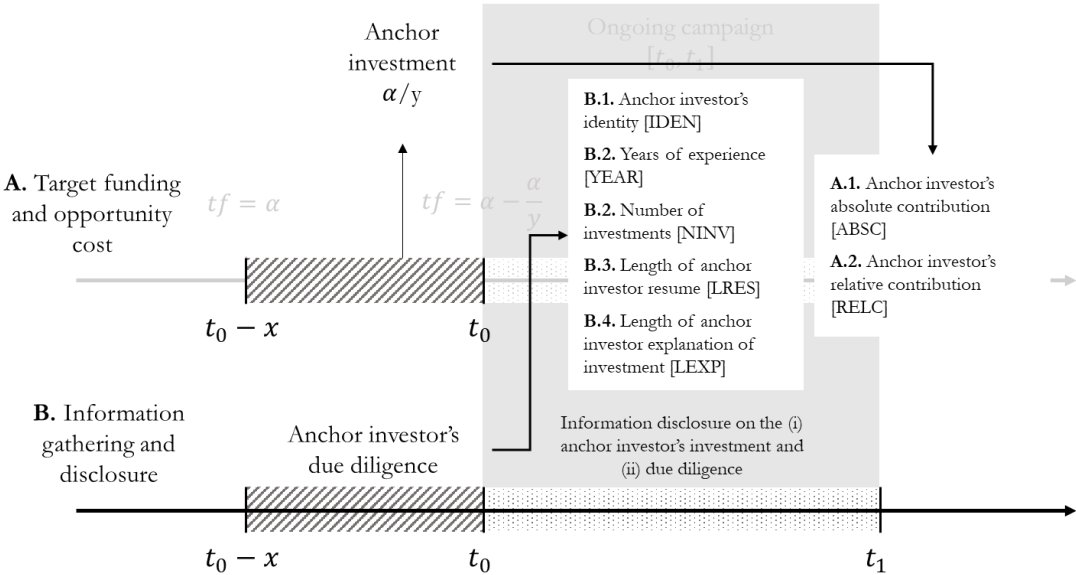 Anchor
investment
α/y
Ongoing campaign
[t₀, t₁]
A. Target funding
and opportunity
cost
tf = α
tf = α − α/y
B.1. Anchor investor's
identity [IDEN]
B.2. Years of experience
[YEAR]
B.2. Number of
investments [NINV]
B.3. Length of anchor
investor resume [LRES]
B.4. Length of anchor
investor explanation of
investment [LEXP]
A.1. Anchor investor's
absolute contribution
[ABSC]
A.2. Anchor investor's
relative contribution
[RELC]
t₀ − x
t₀
B. Information
gathering and
disclosure
Anchor investor's
due diligence
Information disclosure on the (i)
anchor investor's investment and
(ii) due diligence
t₀ − x
t₀
t₁